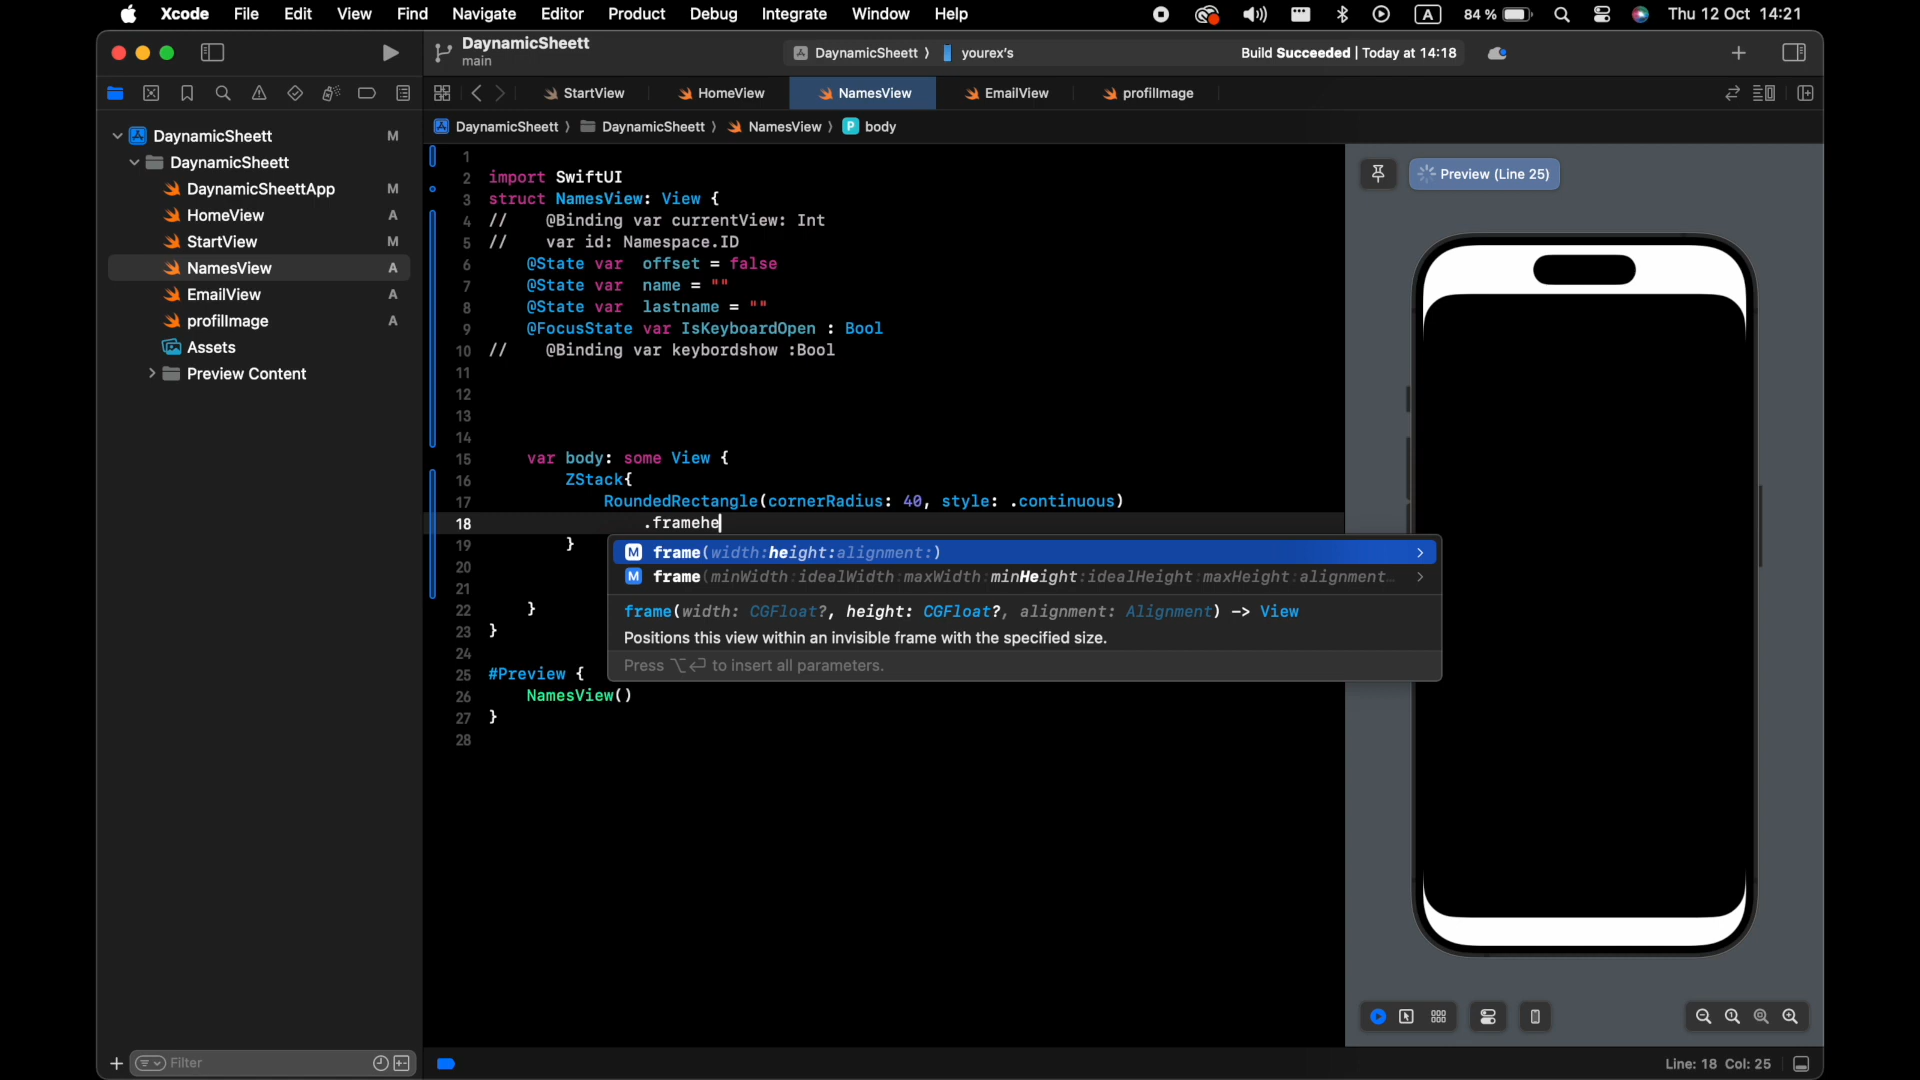 Xcode File Edit View Find Navigate Editor Product Debug Integrate Window Help A 84 % Thu 12 Oct 14:21
DaynamicSheett
main
DaynamicSheett 〉 yourex's
Build Succeeded | Today at 14:18
StartView HomeView NamesView EmailView profilImage
DaynamicSheett 〉 DaynamicSheett 〉 NamesView 〉 P body
DaynamicSheett M
DaynamicSheett
DaynamicSheettApp M
HomeView A
StartView M
NamesView A
EmailView A
profilImage A
Assets
Preview Content
Filter
1
2 import SwiftUI
3 struct NamesView: View {
4 // @Binding var currentView: Int
5 // var id: Namespace.ID
6 @State var offset = false
7 @State var name = ""
8 @State var lastname = ""
9 @FocusState var IsKeyboardOpen : Bool
10 // @Binding var keybordshow :Bool
11
12
13
14
15 var body: some View {
16 ZStack{
17 RoundedRectangle(cornerRadius: 40, style: .continuous)
18 .framehe
19 }
20
21
22 }
23 }
24
25 #Preview {
26 NamesView()
27 }
28
M frame(width:height:alignment:)
M frame(minWidth:idealWidth:maxWidth:minHeight:idealHeight:maxHeight:alignment…
frame(width: CGFloat?, height: CGFloat?, alignment: Alignment) -> View
Positions this view within an invisible frame with the specified size.
Press ⌥↩ to insert all parameters.
Preview (Line 25)
Line: 18 Col: 25